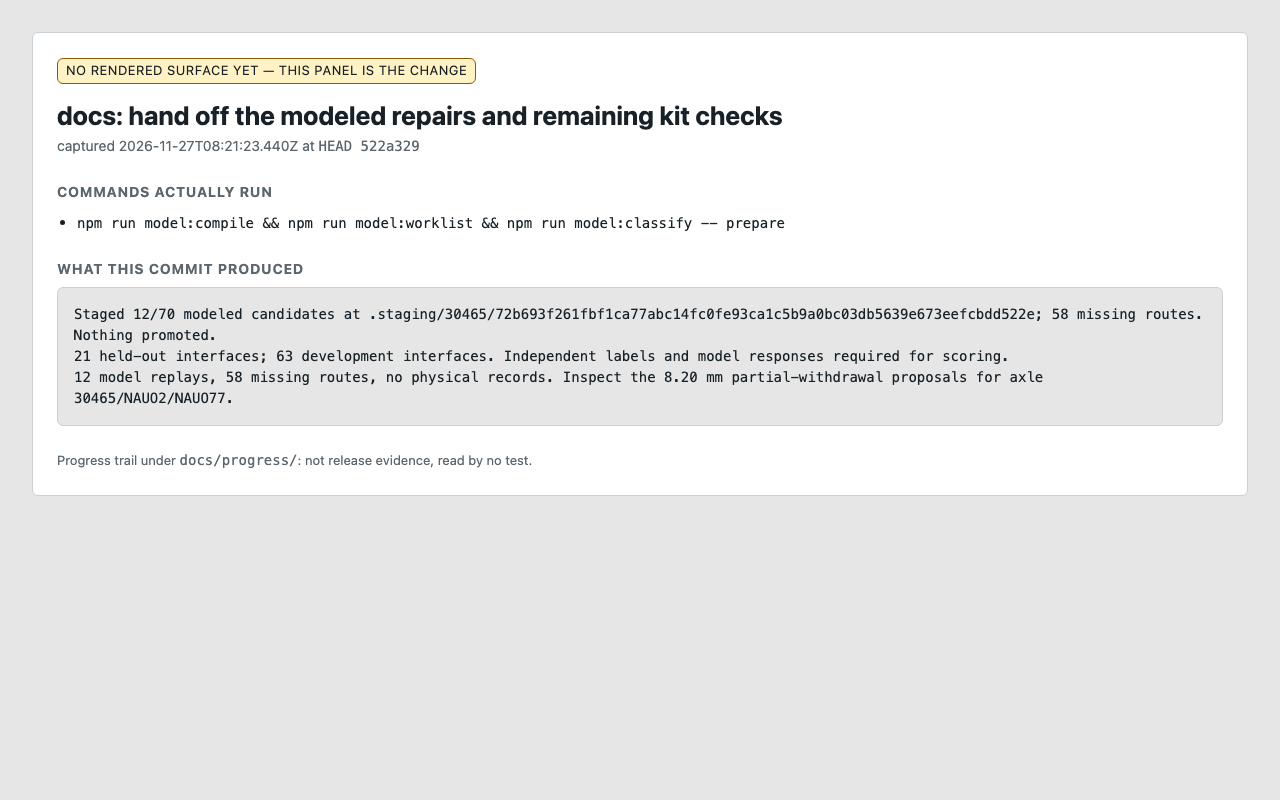 NO RENDERED SURFACE YET — THIS PANEL IS THE CHANGE
docs: hand off the modeled repairs and remaining kit checks
captured 2026-11-27T08:21:23.440Z at HEAD 522a329
COMMANDS ACTUALLY RUN
• npm run model:compile && npm run model:worklist && npm run model:classify -- prepare
WHAT THIS COMMIT PRODUCED
Staged 12/70 modeled candidates at .staging/30465/72b693f261fbf1ca77abc14fc0fe93ca1c5b9a0bc03db5639e673eefcbdd522e; 58 missing routes.
Nothing promoted.
21 held-out interfaces; 63 development interfaces. Independent labels and model responses required for scoring.
12 model replays, 58 missing routes, no physical records. Inspect the 8.20 mm partial-withdrawal proposals for axle
30465/NAUO2/NAUO77.
Progress trail under docs/progress/: not release evidence, read by no test.